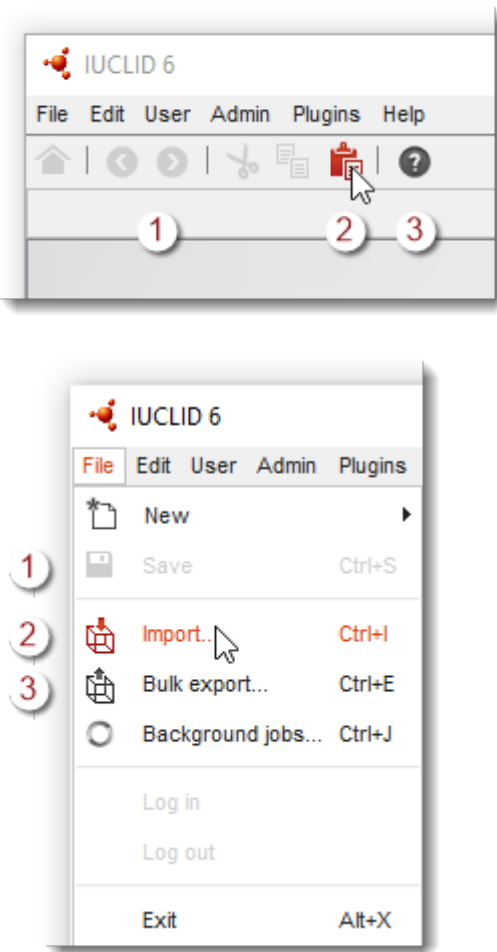 IUCLID 6
File Edit User Admin Plugins Help
?
1 2 3
IUCLID 6
File Edit User Admin Plugins
New
1
Save Ctrl+S
2 Import... Ctrl+I
3 Bulk export... Ctrl+E
Background jobs... Ctrl+J
Log in
Log out
Exit Alt+X